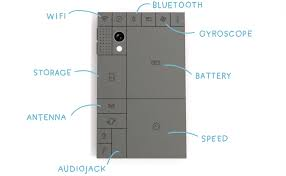 WIFI
BLUETOOTH
GYROSCOPE
STORAGE
BATTERY
ANTENNA
SPEED
AUDIOJACK